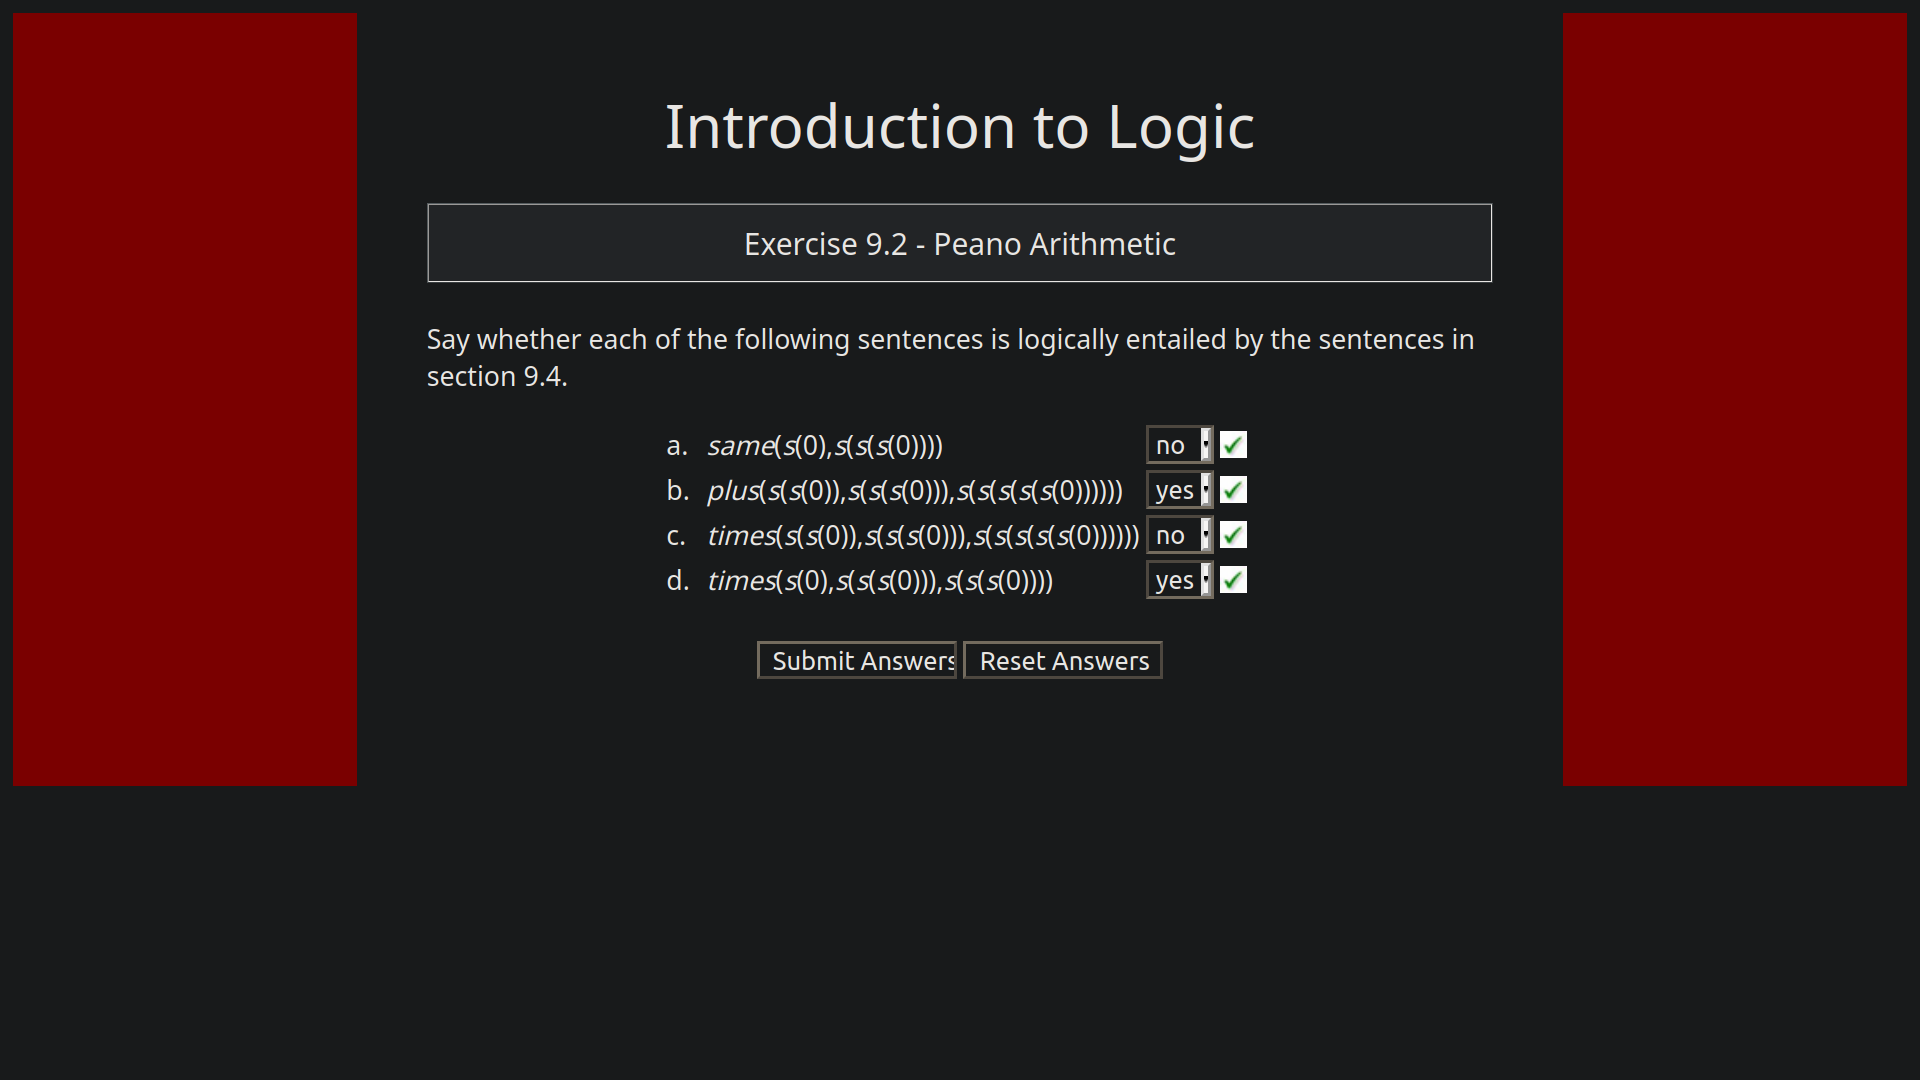 Introduction to Logic
Exercise 9.2 - Peano Arithmetic
Say whether each of the following sentences is logically entailed by the sentences in
section 9.4.
a. same(s(0),s(s(s(0)))) no
b. plus(s(s(0)),s(s(s(0))),s(s(s(s(s(0)))))) yes
c. times(s(s(0)),s(s(s(0))),s(s(s(s(s(0)))))) no
d. times(s(0),s(s(s(0))),s(s(s(0)))) yes
Submit Answers Reset Answers